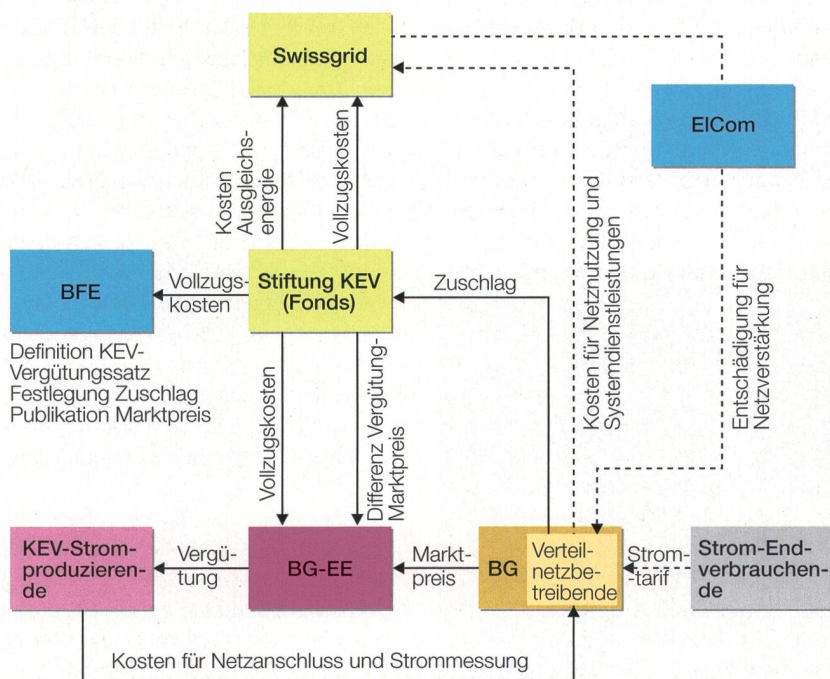 Swissgrid
ElCom
Kosten
Ausgleichs-
energie
Vollzugskosten
Kosten für Netznutzung und
Systemdienstleistungen
Entschädigung für
Netzverstärkung
BFE
Vollzugs-
kosten
Stiftung KEV
(Fonds)
Zuschlag
Definition KEV-
Vergütungssatz
Festlegung Zuschlag
Publikation Marktpreis
Vollzugskosten
Differenz Vergütung-
Marktpreis
KEV-Strom-
produzieren-
de
Vergü-
tung
BG-EE
Markt-
preis
BG
Verteil-
netzbe-
treibende
Strom-
-tarif
Strom-End-
verbrauchen-
de
Kosten für Netzanschluss und Strommessung